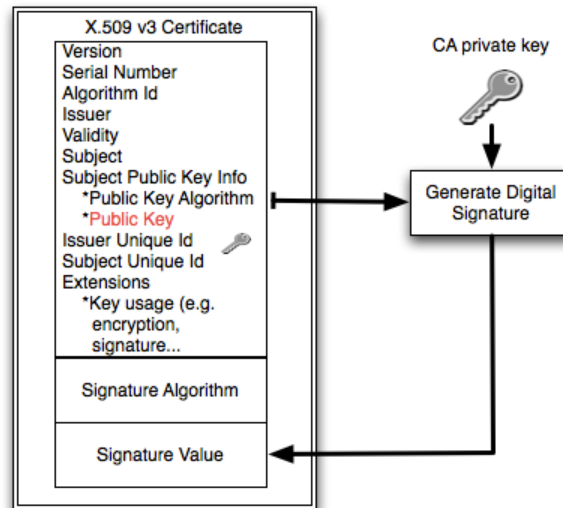 X.509 v3 Certificate
Version
Serial Number
Algorithm Id
Issuer
Validity
Subject
Subject Public Key Info
*Public Key Algorithm
*Public Key
Issuer Unique Id
Subject Unique Id
Extensions
*Key usage (e.g.
encryption,
signature...
Signature Algorithm
Signature Value
CA private key
Generate Digital
Signature